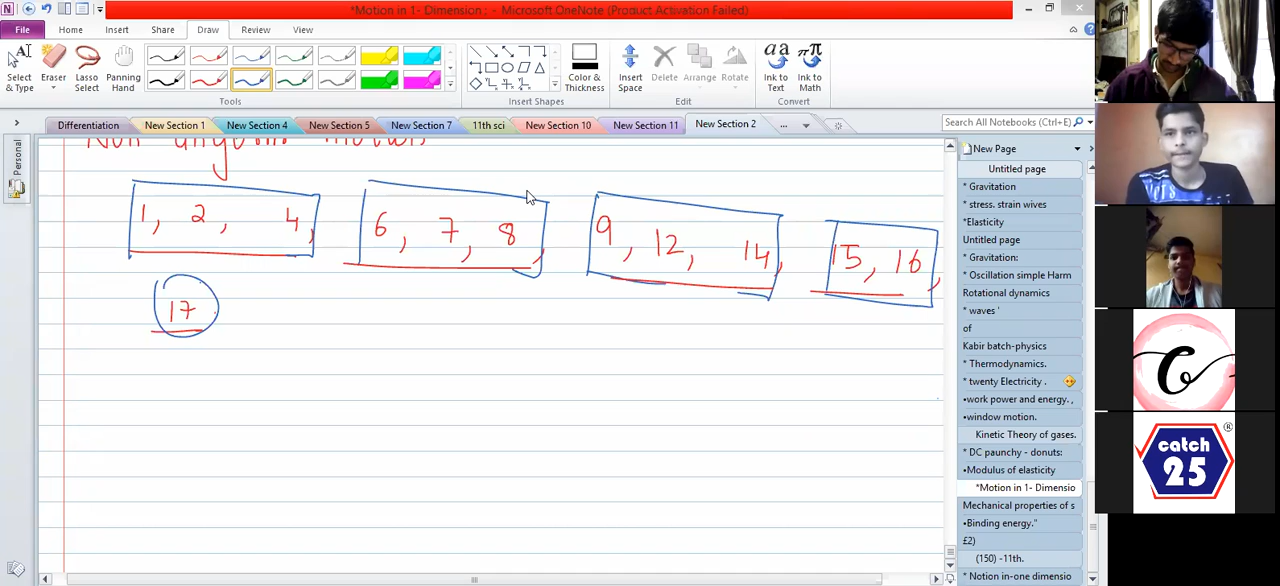 *Motion in 1- Dimension : - Microsoft OneNote (Product Activation Failed)
File Home Insert Share Draw Review View
Select & Type Eraser Lasso Select Panning Hand Color & Thickness Insert Space Delete Arrange Rotate Ink to Text Ink to Math
Tools Insert Shapes Edit Convert
Differentiation New Section 1 New Section 4 New Section 5 New Section 7 11th sci New Section 10 New Section 11 New Section 2 ... Search All Notebooks (Ctrl+E)
Personal
1, 2, 4, 6, 7, 8, 9, 12, 14, 15, 16,
17
New Page
Untitled page
* Gravitation
* stress. strain wives
*Elasticity
Untitled page
* Gravitation:
* Oscillation simple Harm
Rotational dynamics
* waves '
of
Kabir batch-physics
* Thermodynamics.
* twenty Electricity .
•work power and energy. ,
•window motion.
Kinetic Theory of gases.
* DC paunchy - donuts:
•Modulus of elasticity
*Motion in 1- Dimensio
Mechanical properties of s
•Binding energy."
£2)
(150) -11th.
* Notion in-one dimensio
catch
25
®